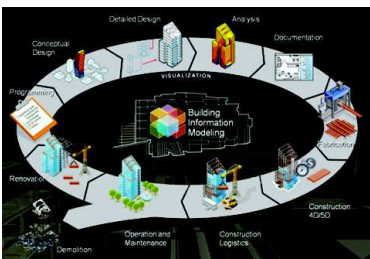 Detailed Design
Analysis
Documentation
Conceptual
Design
VISUALIZATION
Programming
Building
Information
Modeling
Fabrication
Renovation
Construction
4D/5D
Operation and
Maintenance
Construction
Logistics
Demolition